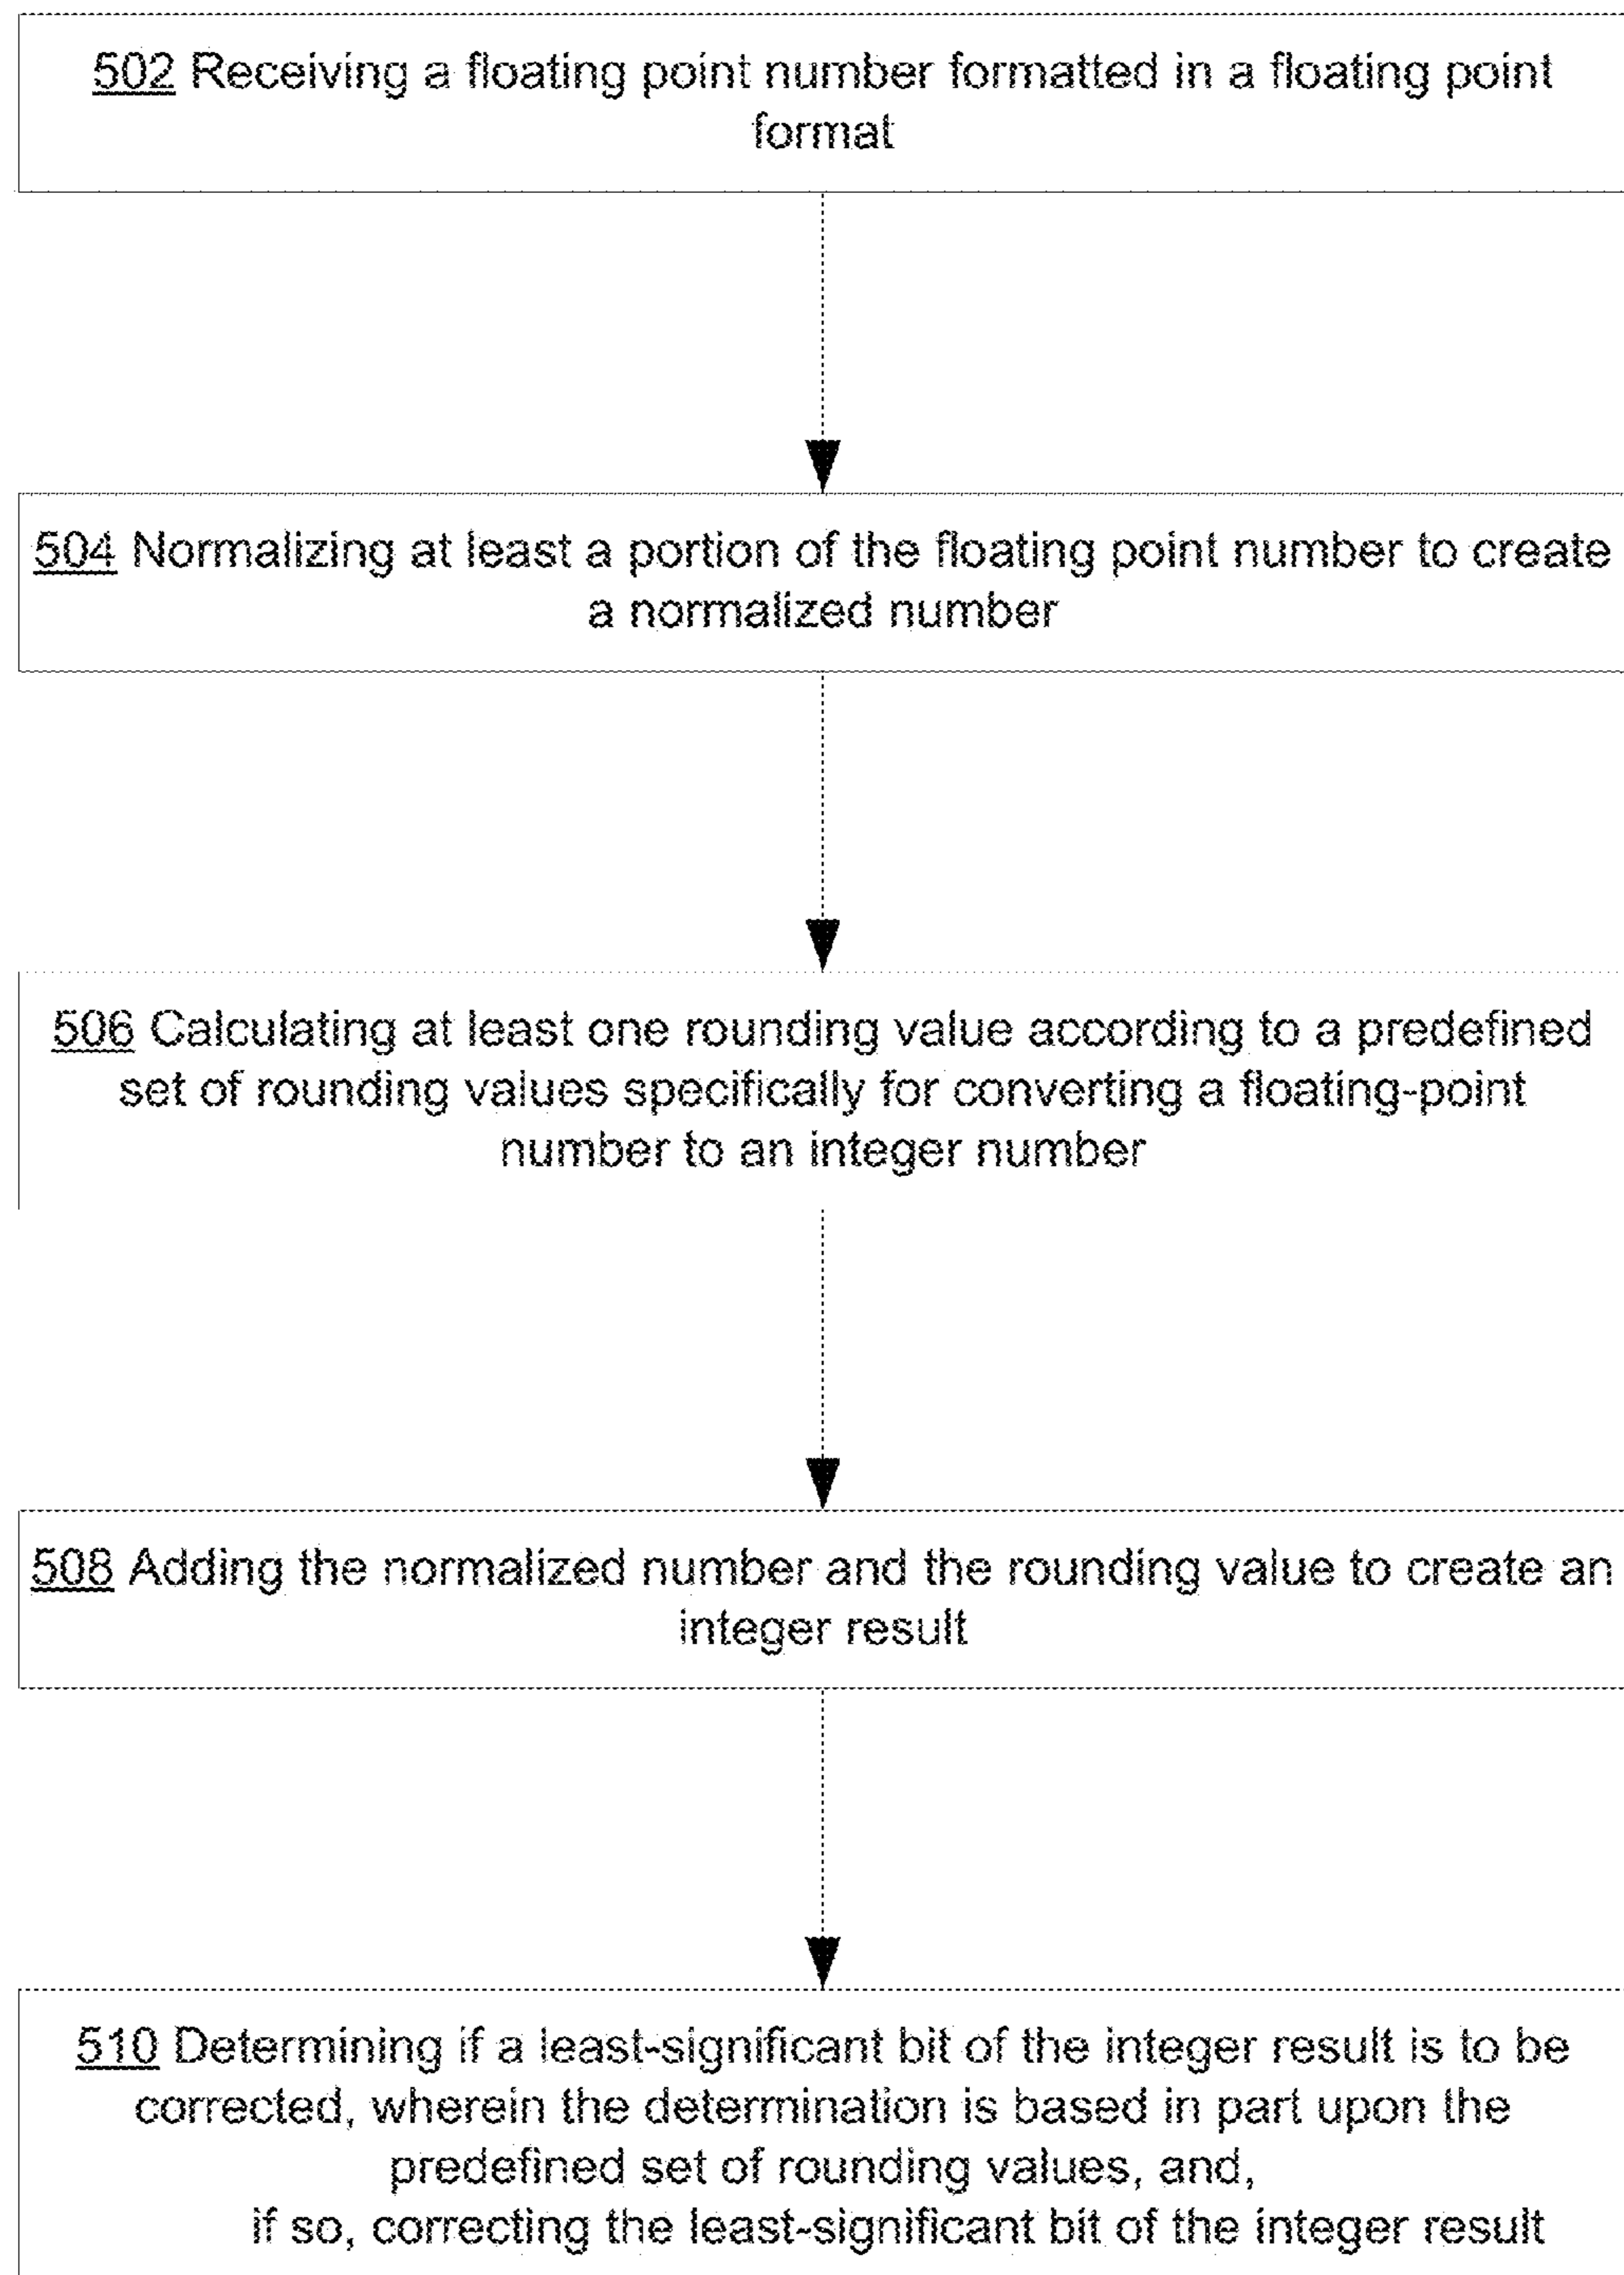 502 Receiving a floating point number formatted in a floating point
format
504 Normalizing at least a portion of the floating point number to create
a normalized number
506 Calculating at least one rounding value according to a predefined
set of rounding values specifically for converting a floating-point
number to an integer number
508 Adding the normalized number and the rounding value to create an
integer result
510 Determining if a least-significant bit of the integer result is to be
corrected, wherein the determination is based in part upon the
predefined set of rounding values, and,
if so, correcting the least-significant bit of the integer result